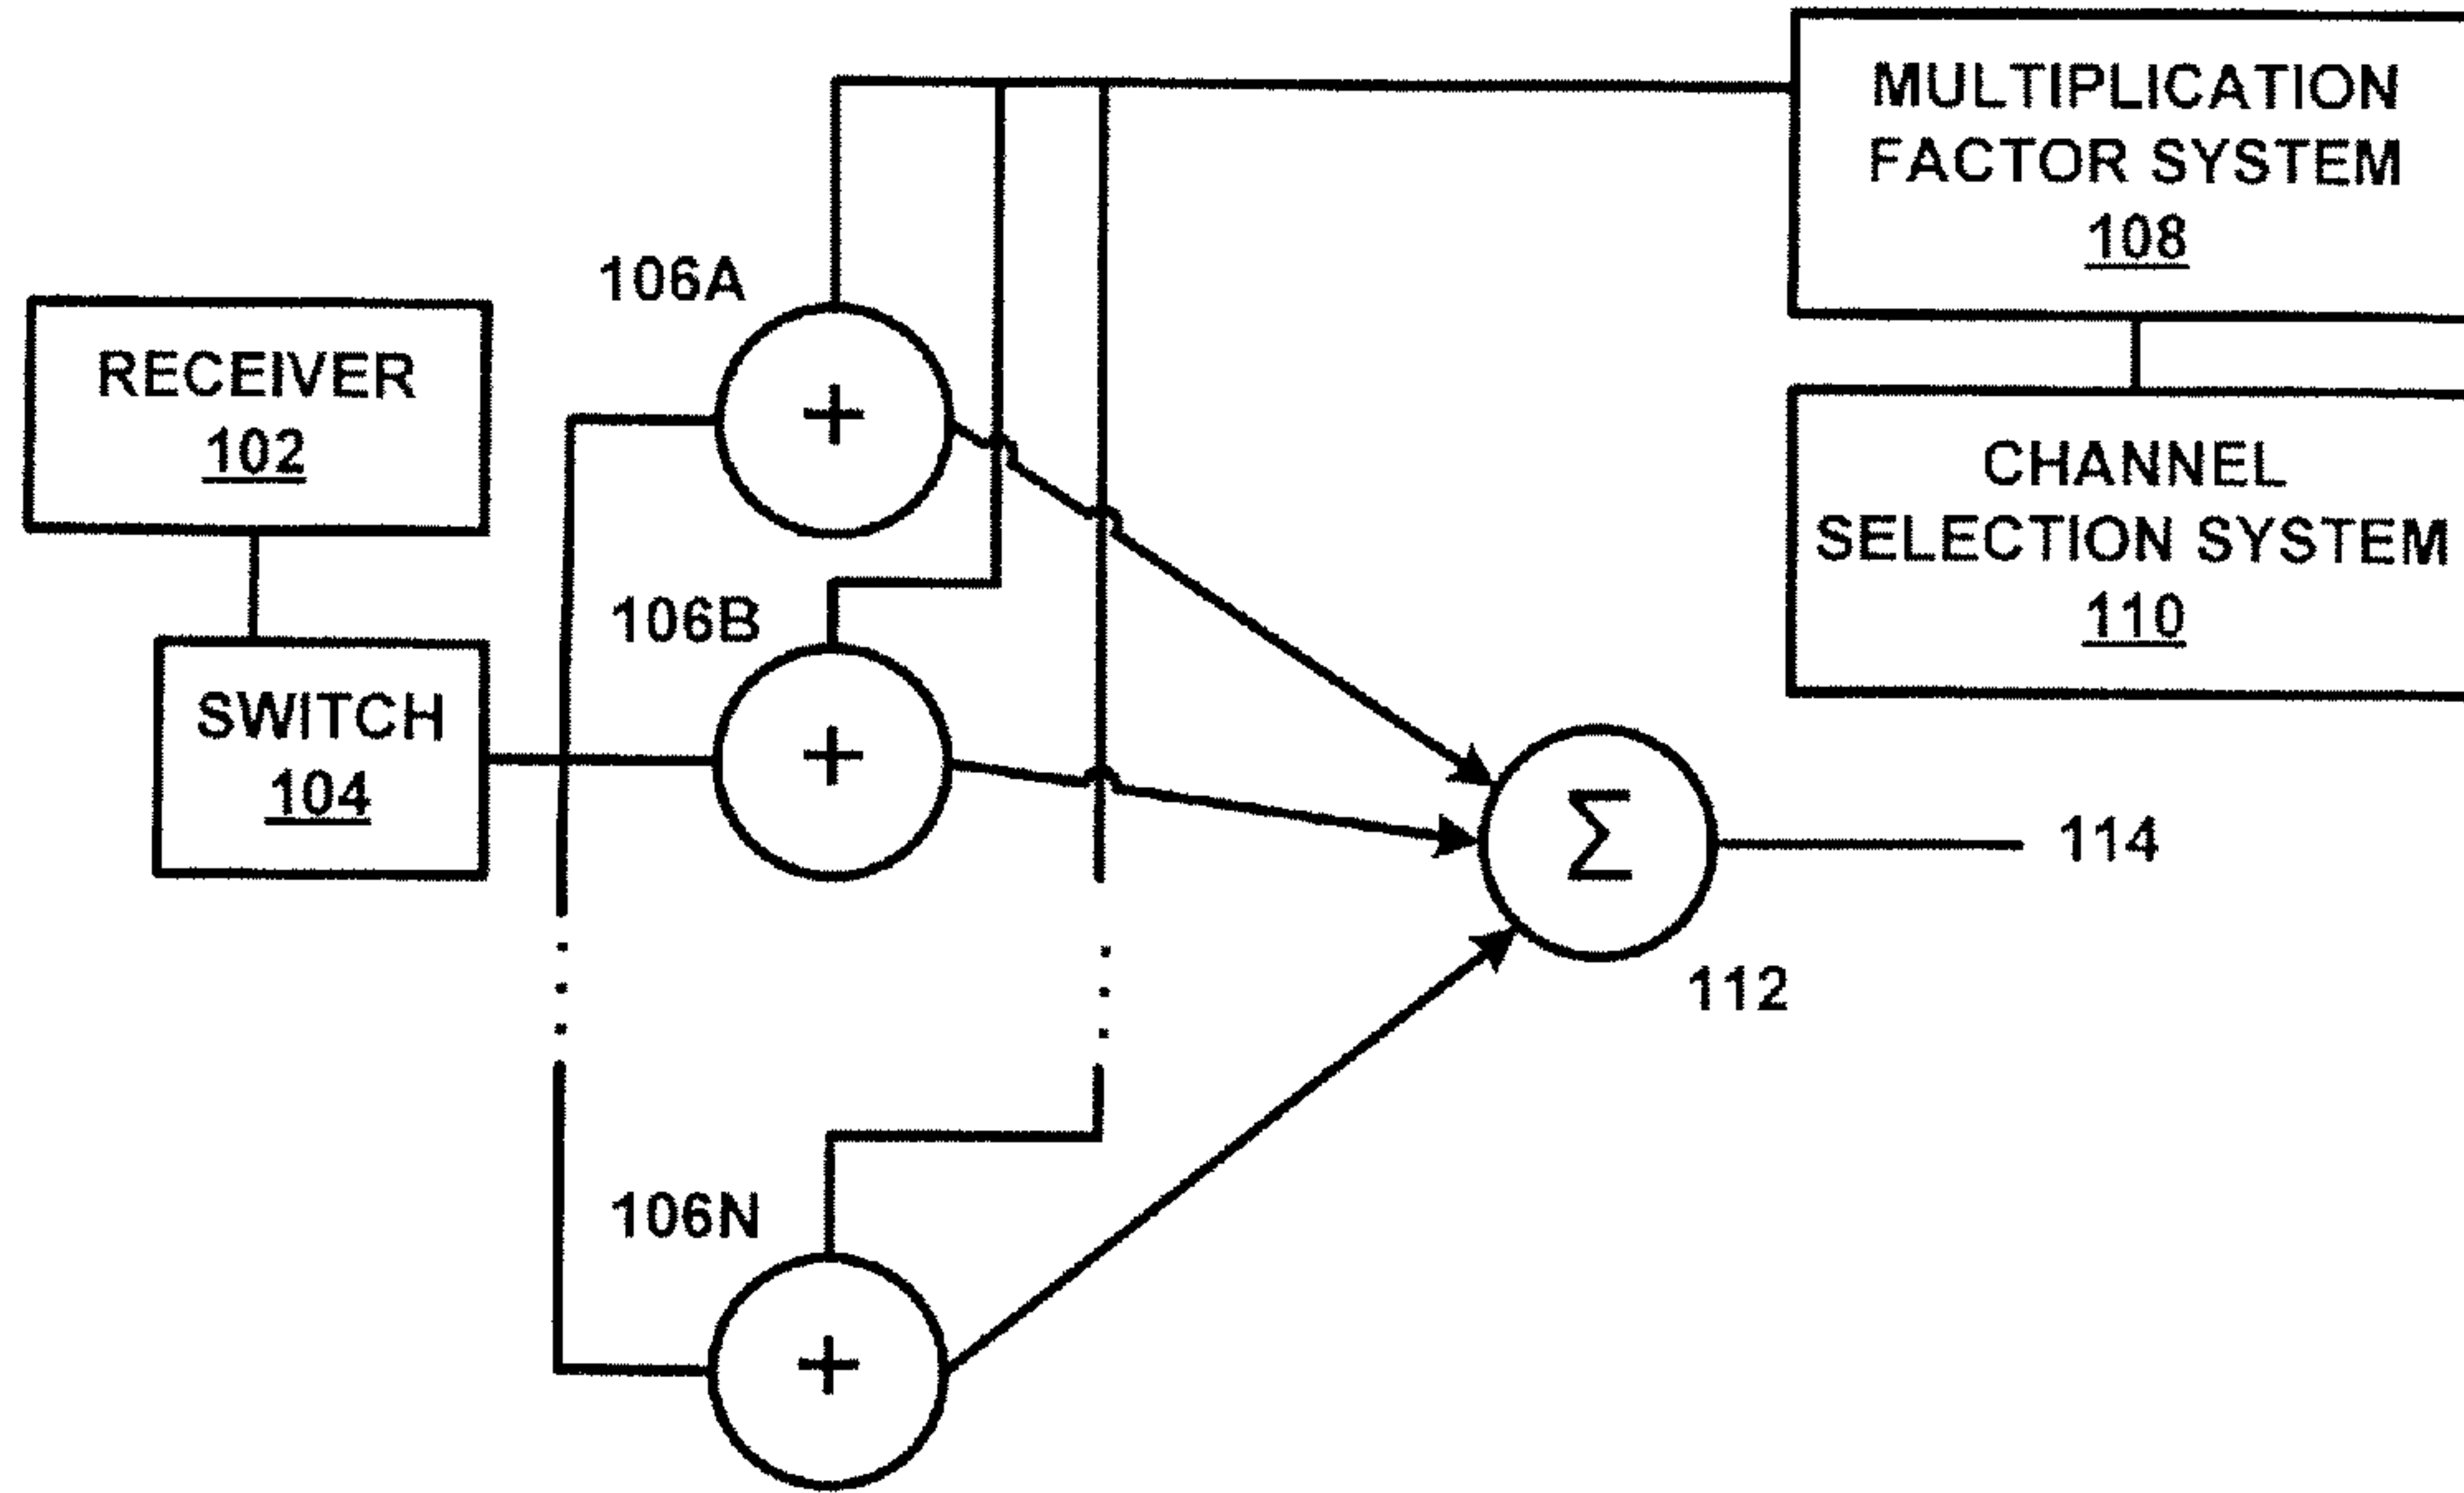 MULTIPLICATION
FACTOR SYSTEM
108
106A
RECEIVER
102
+
CHANNEL
SELECTION SYSTEM
110
106B
SWITCH
104
+
Σ
114
112
106N
+